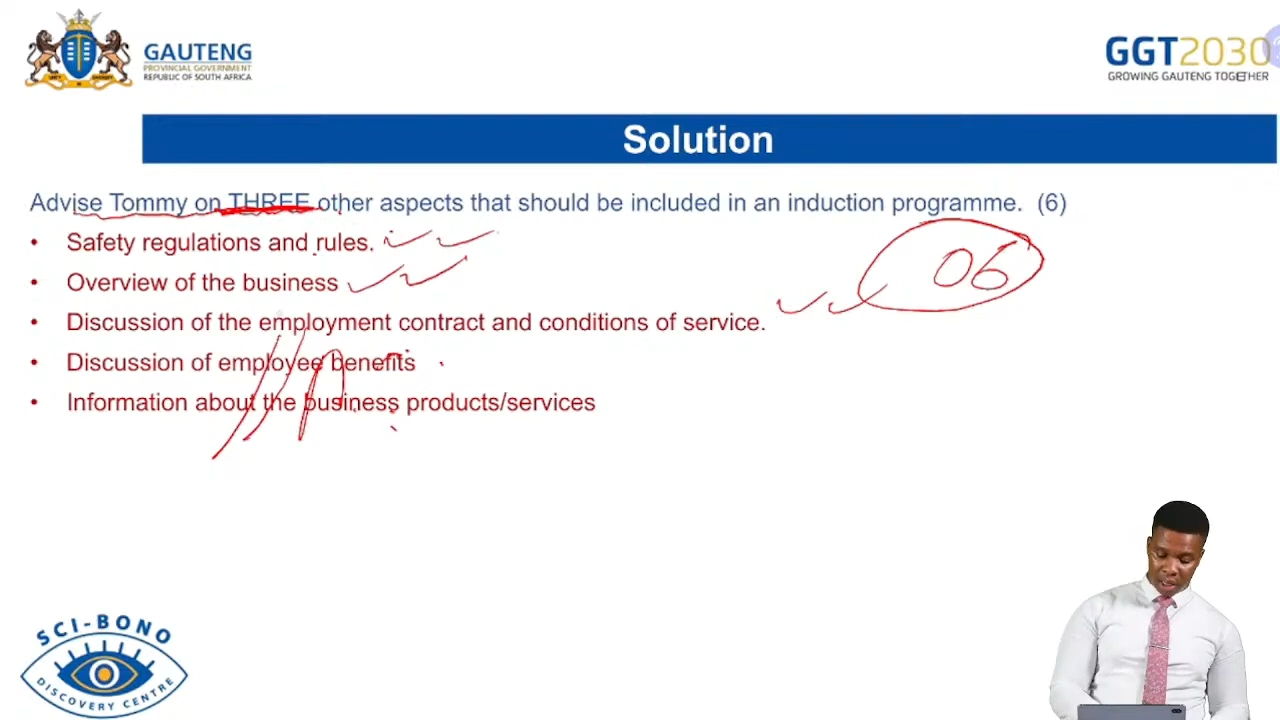 GAUTENG
PROVINCIAL GOVERNMENT
REPUBLIC OF SOUTH AFRICA
GGT2030
GROWING GAUTENG TOGETHER
Solution
Advise Tommy on THREE other aspects that should be included in an induction programme. (6)
• Safety regulations and rules.
• Overview of the business
06
• Discussion of the employment contract and conditions of service.
• Discussion of employee benefits
• Information about the business products/services
SCI-BONO
DISCOVERY CENTRE